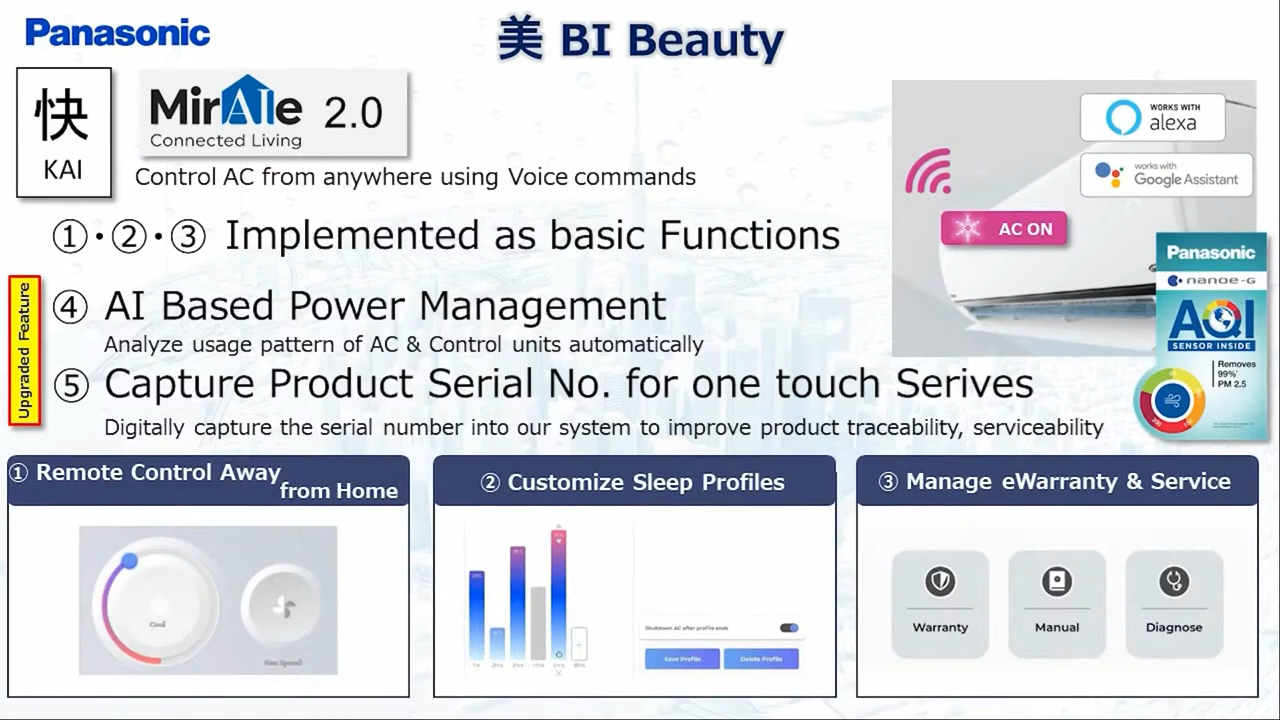 Panasonic
美 BI Beauty
快
KAI
MirAIe 2.0
Connected Living
Control AC from anywhere using Voice commands
WORKS WITH
alexa
works with
Google Assistant
AC ON
①・②・③ Implemented as basic Functions
Upgraded Feature
④ AI Based Power Management
Analyze usage pattern of AC & Control units automatically
⑤ Capture Product Serial No. for one touch Serives
Digitally capture the serial number into our system to improve product traceability, serviceability
Panasonic
nanoe-G
AQI
SENSOR INSIDE
Removes
99%*
PM 2.5
① Remote Control Away
from Home
Cool
Fan Speed
② Customize Sleep Profiles
Shutdown AC after profile ends
Save Profile
Delete Profile
③ Manage eWarranty & Service
Warranty
Manual
Diagnose